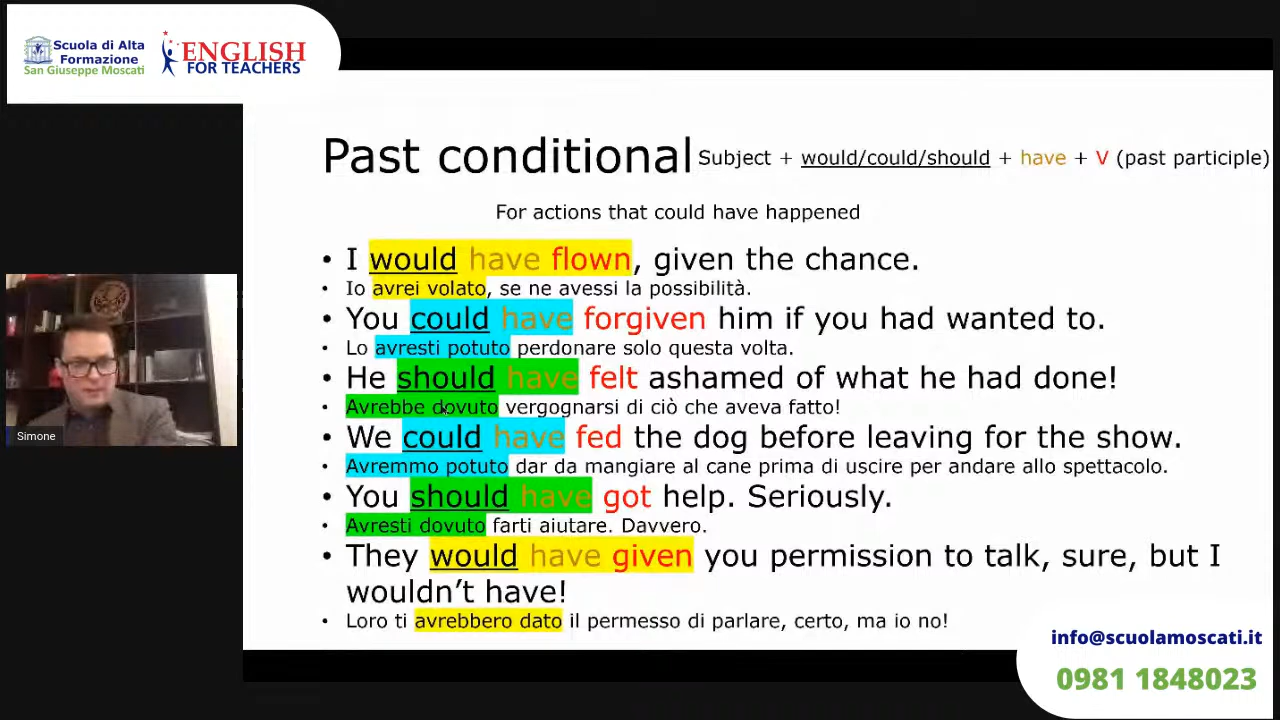 Scuola di Alta
Formazione
San Giuseppe Moscati
ENGLISH
FOR TEACHERS
Past conditional
Subject + would/could/should + have + V (past participle)
For actions that could have happened
• I would have flown, given the chance.
• Io avrei volato, se ne avessi la possibilità.
• You could have forgiven him if you had wanted to.
• Lo avresti potuto perdonare solo questa volta.
• He should have felt ashamed of what he had done!
• Avrebbe dovuto vergognarsi di ciò che aveva fatto!
• We could have fed the dog before leaving for the show.
• Avremmo potuto dar da mangiare al cane prima di uscire per andare allo spettacolo.
• You should have got help. Seriously.
• Avresti dovuto farti aiutare. Davvero.
• They would have given you permission to talk, sure, but I
wouldn’t have!
• Loro ti avrebbero dato il permesso di parlare, certo, ma io no!
Simone
info@scuolamoscati.it
0981 1848023